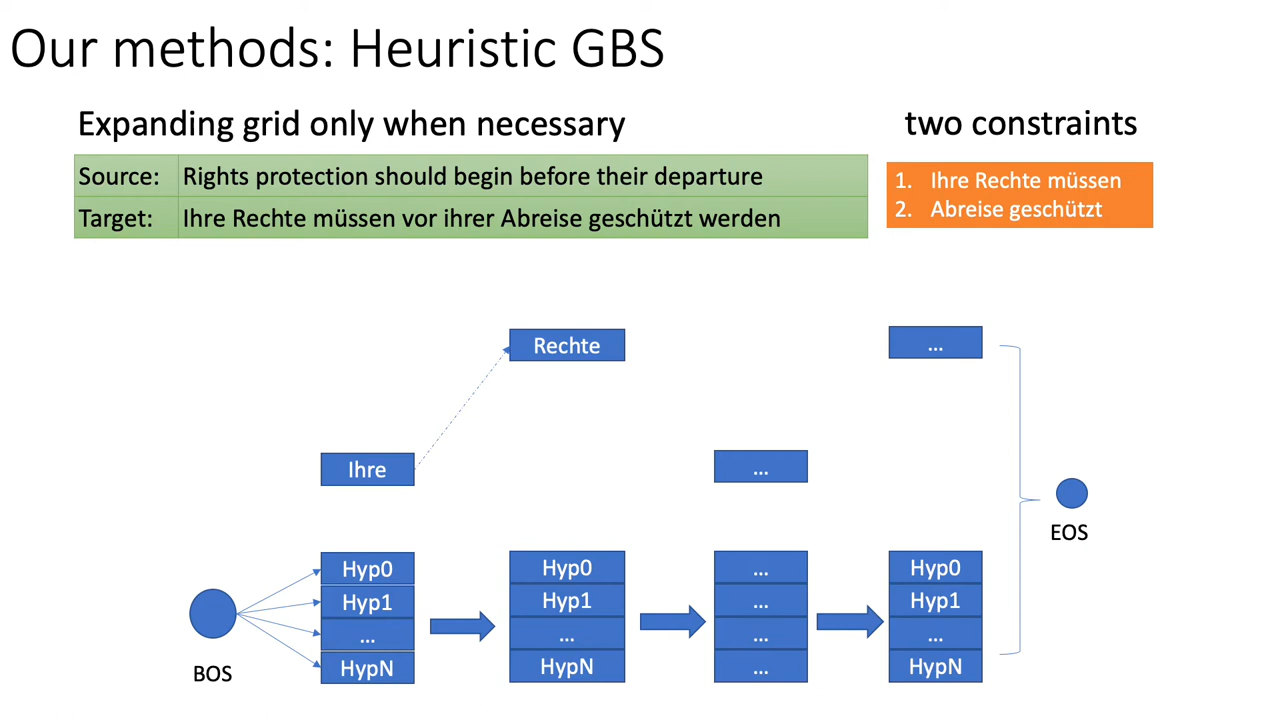 Our methods: Heuristic GBS
Expanding grid only when necessary
two constraints
Source: Rights protection should begin before their departure
Target: Ihre Rechte müssen vor ihrer Abreise geschützt werden
1. Ihre Rechte müssen
2. Abreise geschützt
Rechte
...
Ihre
...
EOS
Hyp0
Hyp1
...
HypN
Hyp0
Hyp1
...
HypN
...
...
...
...
Hyp0
Hyp1
...
HypN
BOS